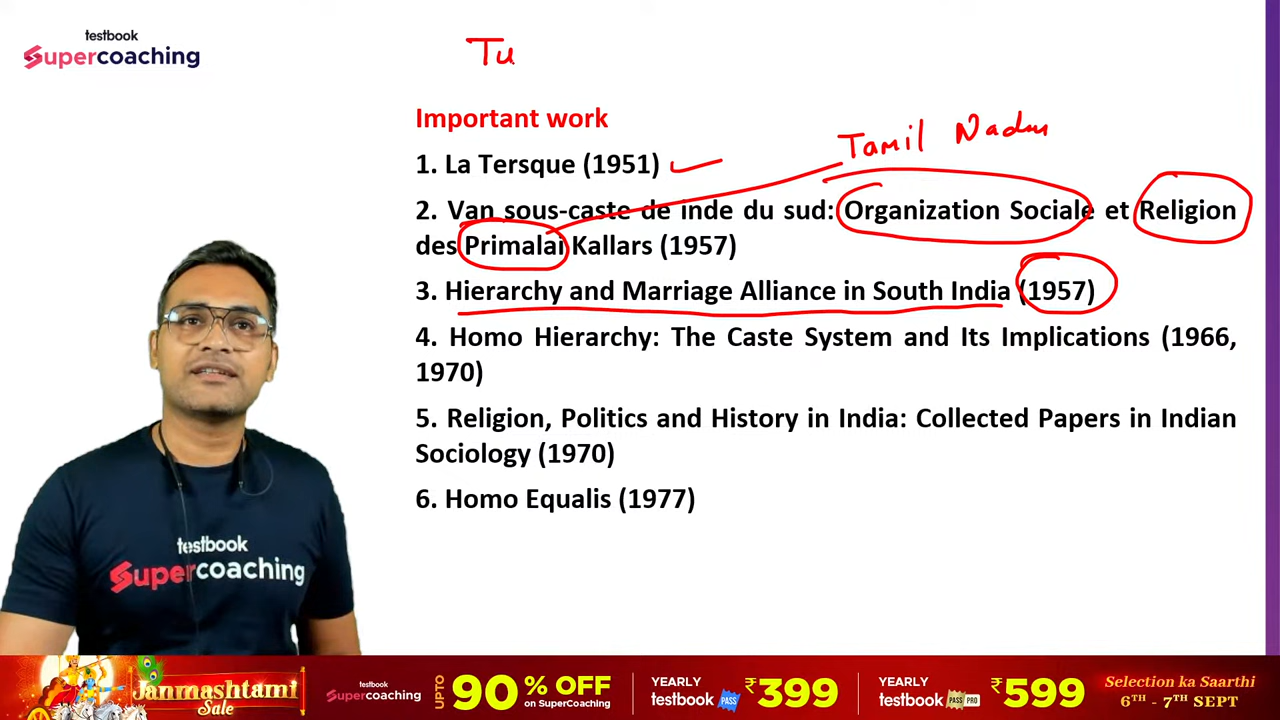 testbook
Supercoaching
Tu
Important work
Tamil Nadu
1. La Tersque (1951)
2. Van sous-caste de inde du sud: Organization Sociale et Religion
des Primalai Kallars (1957)
3. Hierarchy and Marriage Alliance in South India (1957)
4. Homo Hierarchy: The Caste System and Its Implications (1966,
1970)
5. Religion, Politics and History in India: Collected Papers in Indian
Sociology (1970)
6. Homo Equalis (1977)
testbook
Supercoaching
Janmashtami
Sale
testbook
Supercoaching
UPTO 90% OFF
on SuperCoaching
YEARLY
testbook PASS ₹399
YEARLY
testbook PASS PRO ₹599
Selection ka Saarthi
6TH - 7TH SEPT